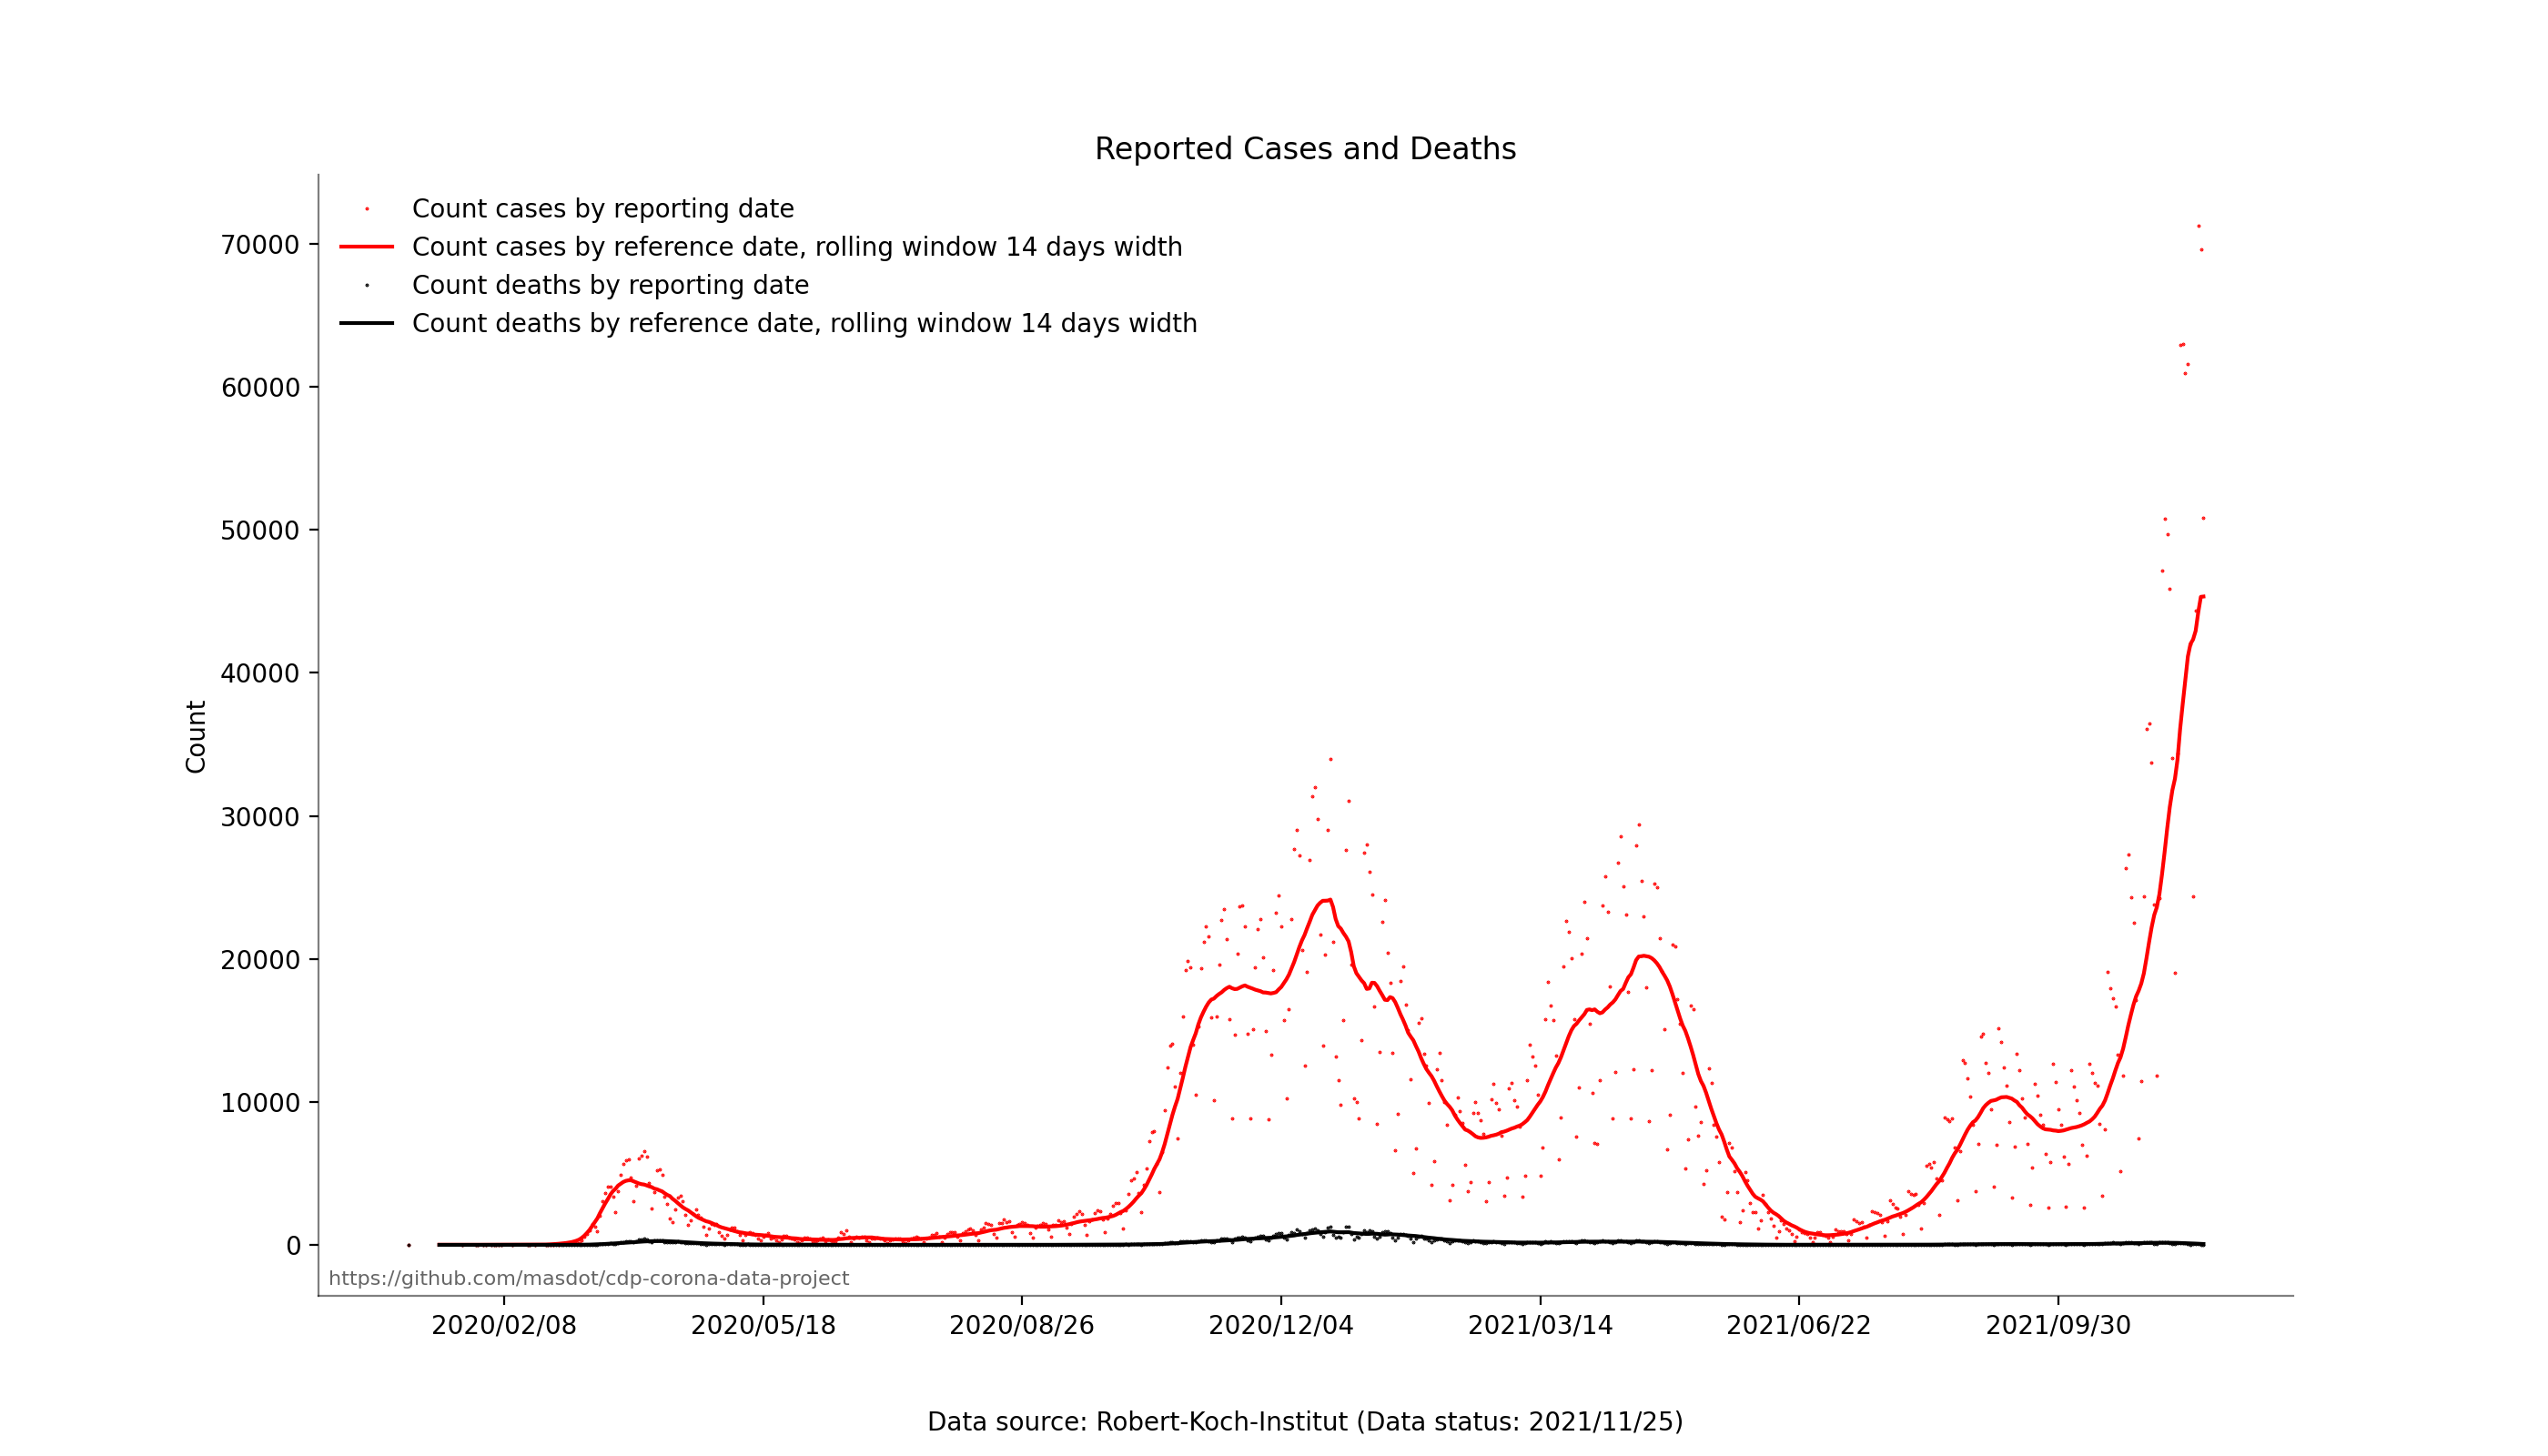 Reported Cases and Deaths
Count cases by reporting date
Count cases by reference date, rolling window 14 days width
Count deaths by reporting date
Count deaths by reference date, rolling window 14 days width
70000
60000
50000
40000
30000
20000
10000
0
Count
https://github.com/masdot/cdp-corona-data-project
2020/02/08 2020/05/18 2020/08/26 2020/12/04 2021/03/14 2021/06/22 2021/09/30
Data source: Robert-Koch-Institut (Data status: 2021/11/25)